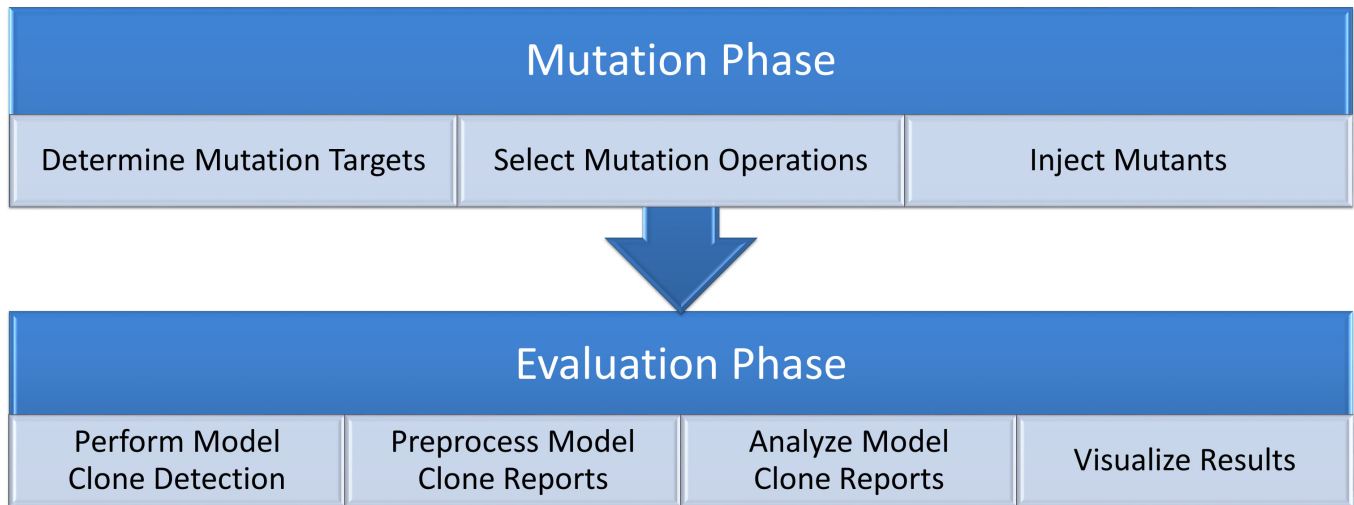 Mutation Phase
Determine Mutation Targets
Select Mutation Operations
Inject Mutants
Evaluation Phase
Perform Model
Clone Detection
Preprocess Model
Clone Reports
Analyze Model
Clone Reports
Visualize Results